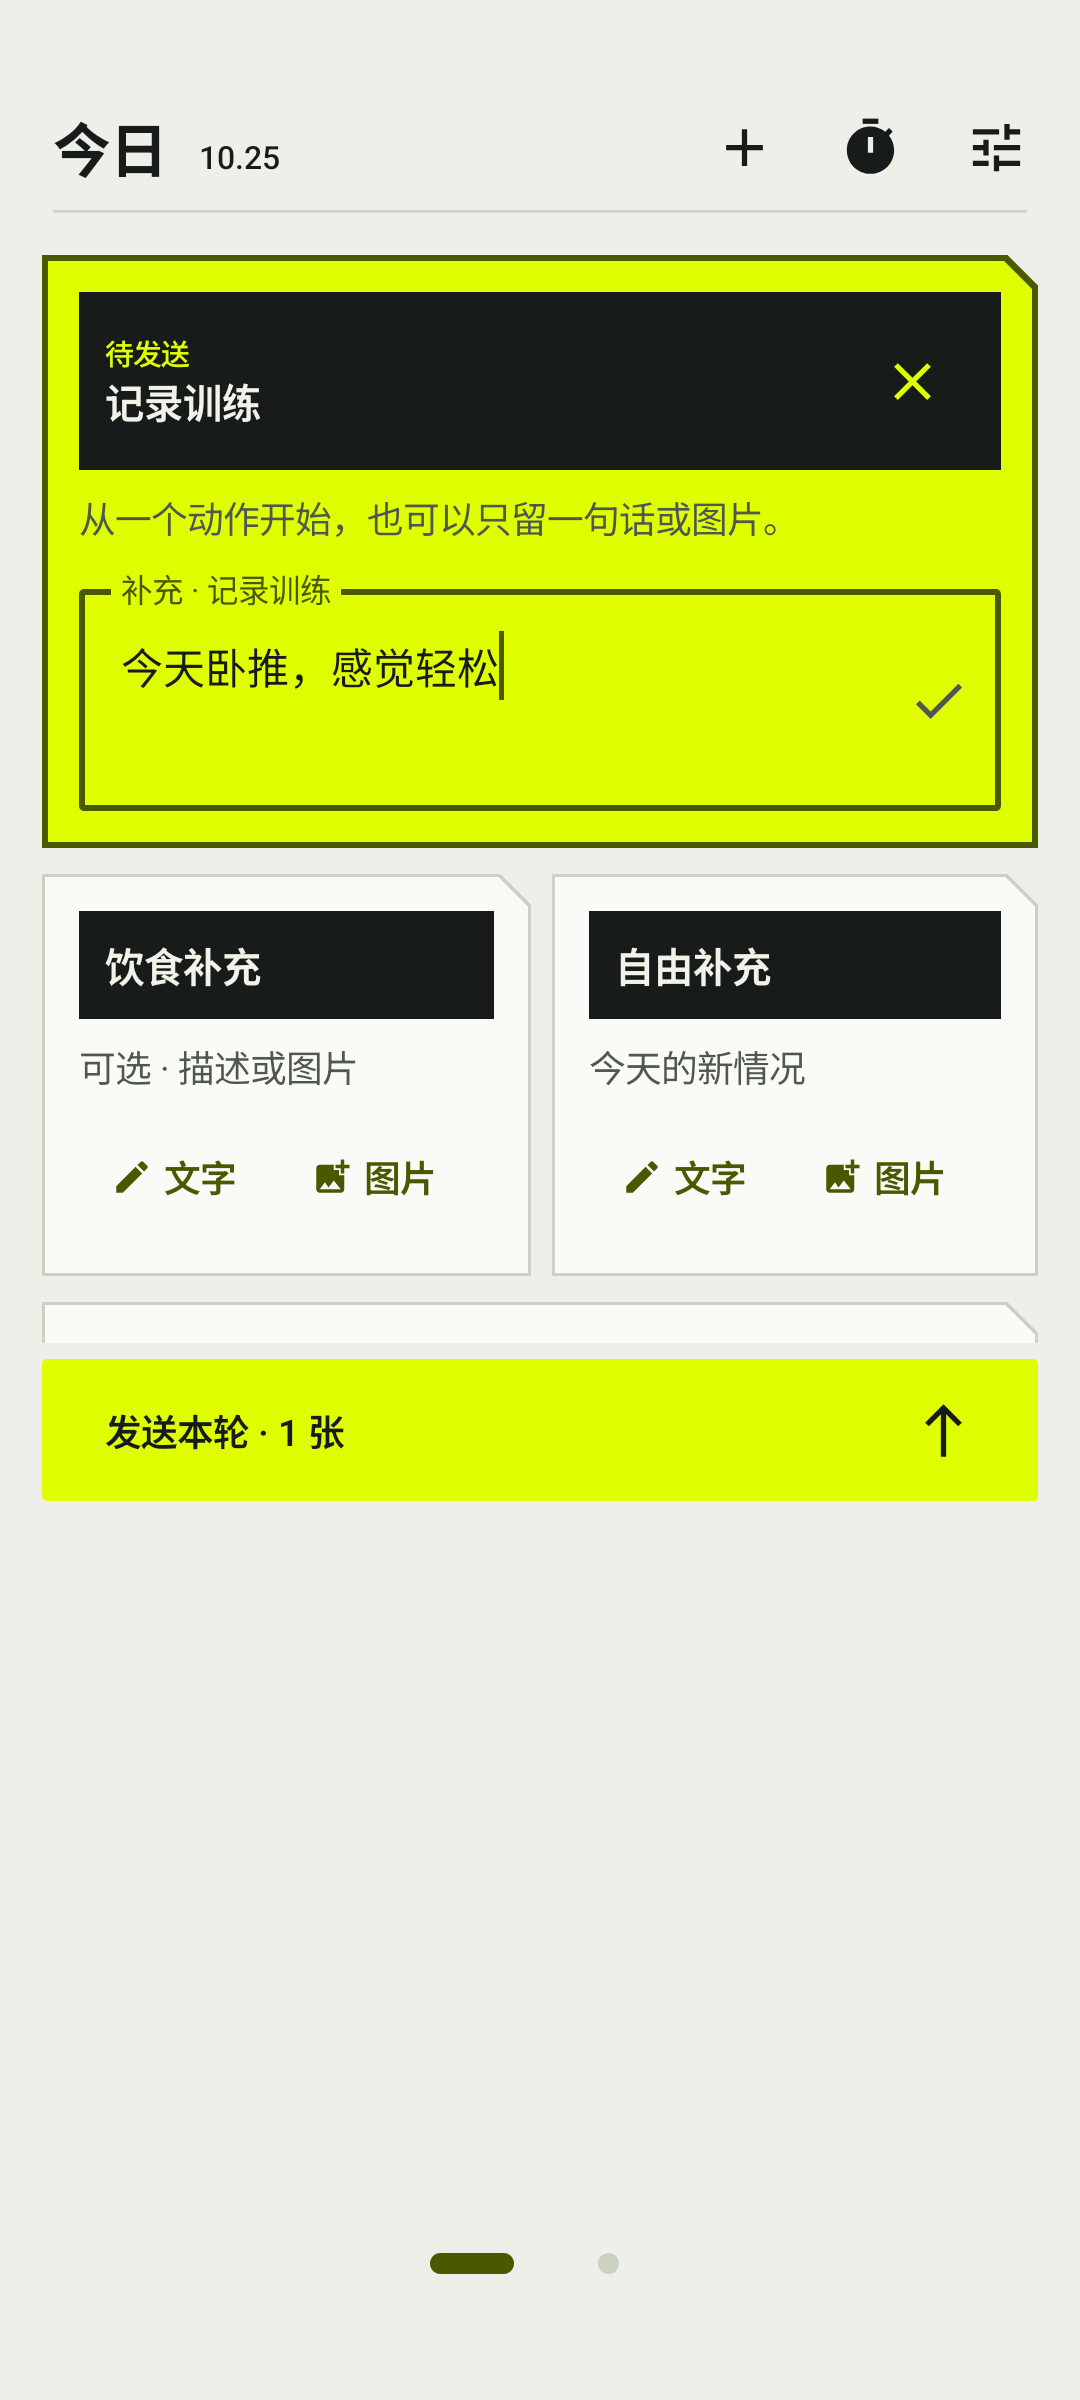 今日 10.25
待发送
记录训练
从一个动作开始，也可以只留一句话或图片。
补充 · 记录训练
今天卧推，感觉轻松
饮食补充
可选 · 描述或图片
文字 图片
自由补充
今天的新情况
文字 图片
发送本轮 · 1 张